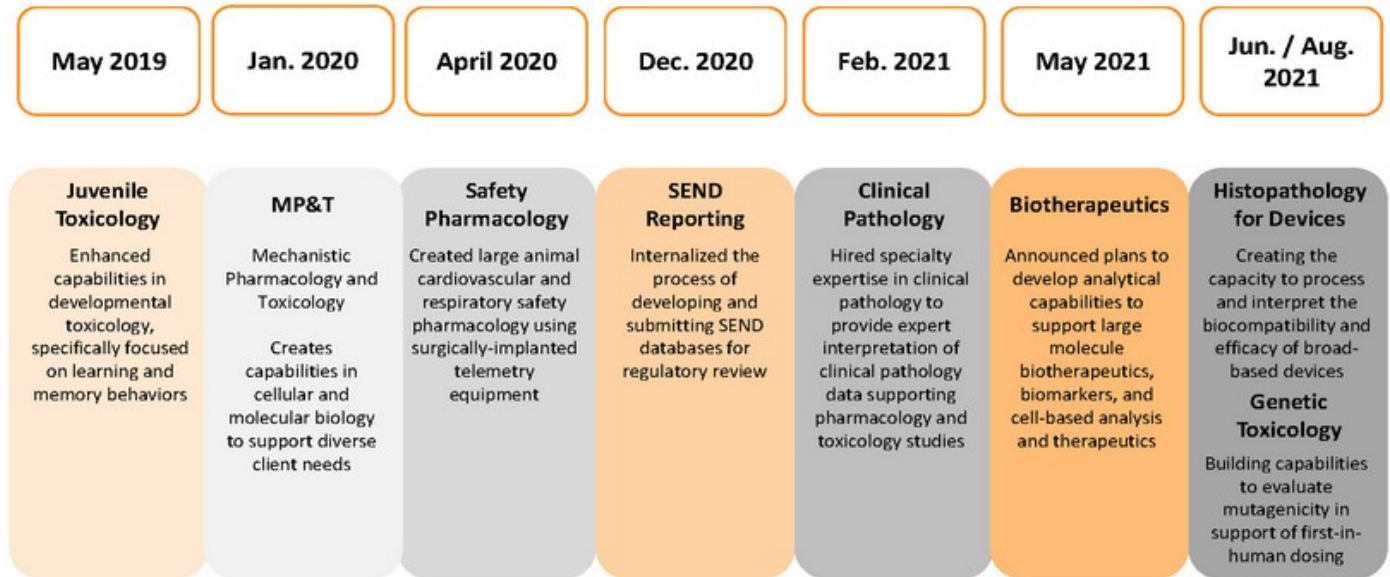 May 2019
Jan. 2020
April 2020
Dec. 2020
Feb. 2021
May 2021
Jun. / Aug.
2021
Juvenile
Toxicology
Enhanced
capabilities in
developmental
toxicology,
specifically focused
on learning and
memory behaviors
MP&T
Mechanistic
Pharmacology and
Toxicology
Creates
capabilities in
cellular and
molecular biology
to support diverse
client needs
Safety
Pharmacology
Created large animal
cardiovascular and
respiratory safety
pharmacology using
surgically-implanted
telemetry
equipment
SEND
Reporting
Internalized the
process of
developing and
submitting SEND
databases for
regulatory review
Clinical
Pathology
Hired specialty
expertise in clinical
pathology to
provide expert
interpretation of
clinical pathology
data supporting
pharmacology and
toxicology studies
Biotherapeutics
Announced plans to
develop analytical
capabilities to
support large
molecule
biotherapeutics,
biomarkers, and
cell-based analysis
and therapeutics
Histopathology
for Devices
Creating the
capacity to process
and interpret the
biocompatibility and
efficacy of broad-
based devices
Genetic
Toxicology
Building capabilities
to evaluate
mutagenicity in
support of first-in-
human dosing